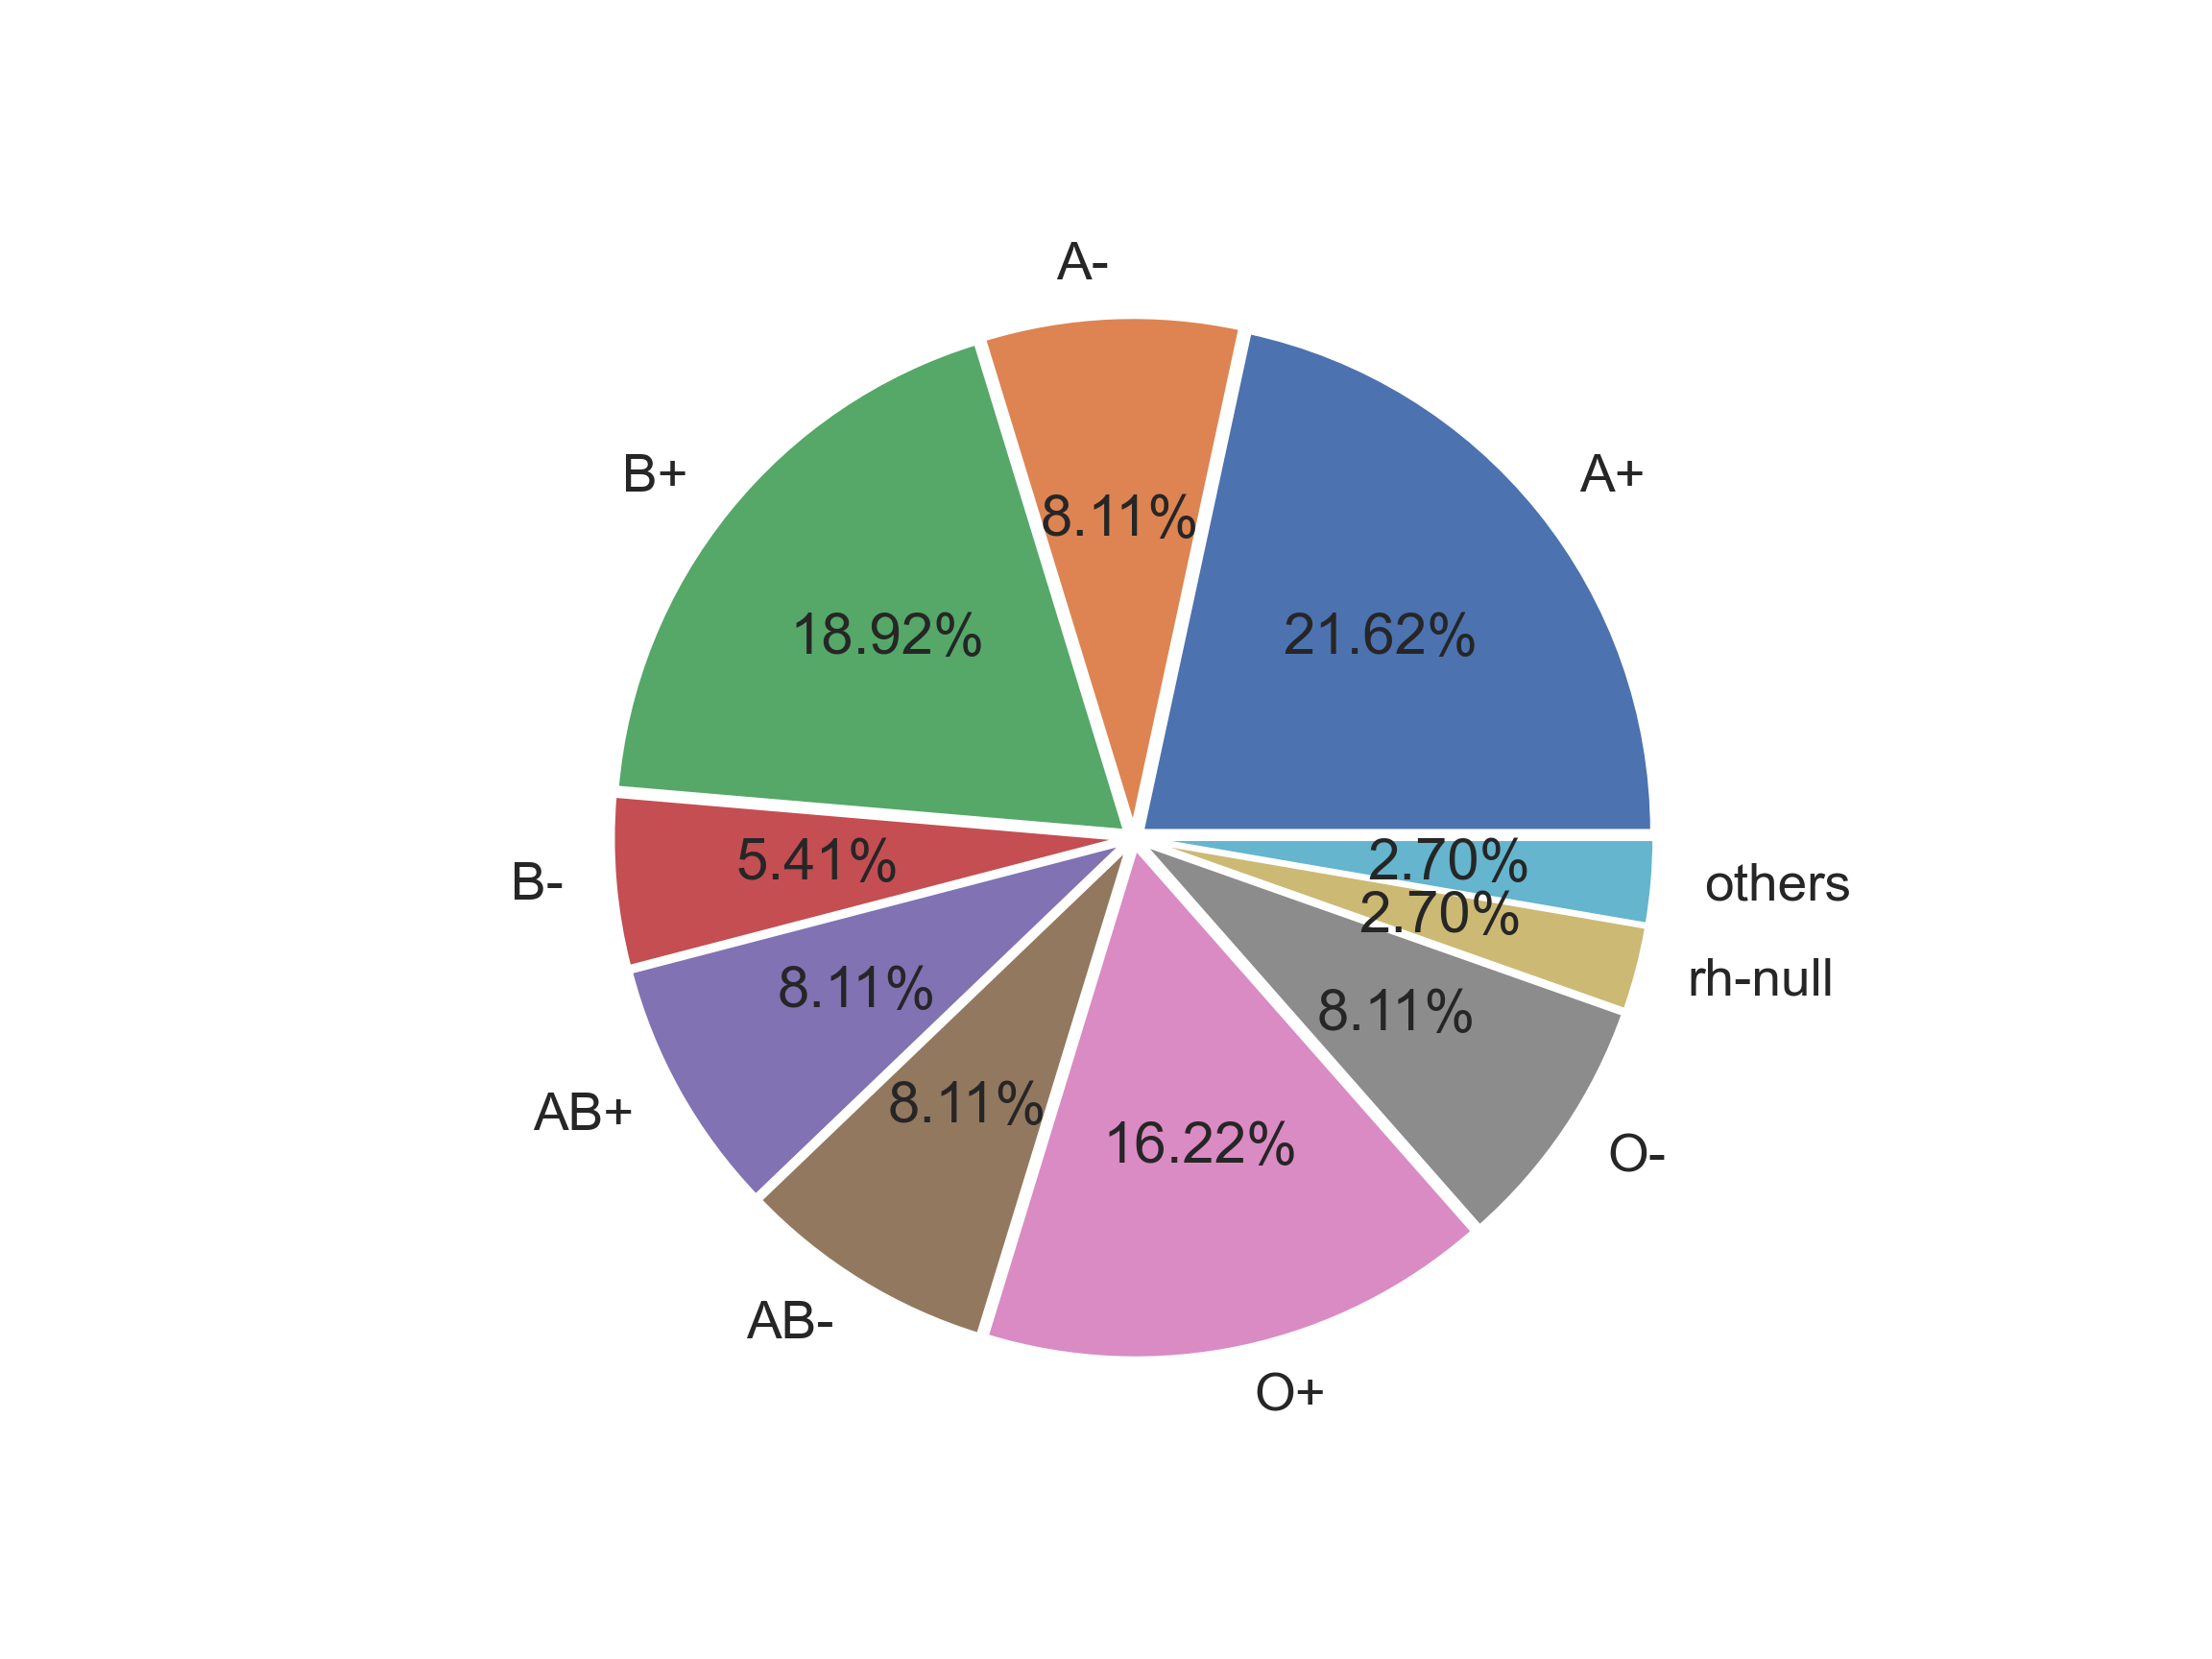 A-
B+
A+
8.11%
18.92%
21.62%
5.41%
2.70%
B-
others
2.70%
8.11%
rh-null
8.11%
AB+
8.11%
16.22%
O-
AB-
O+